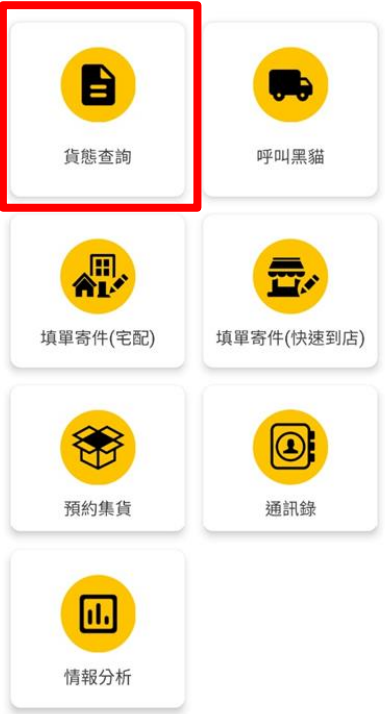 貨態查詢
呼叫黑貓
填單寄件(宅配)
填單寄件(快速到店)
預約集貨
通訊錄
情報分析